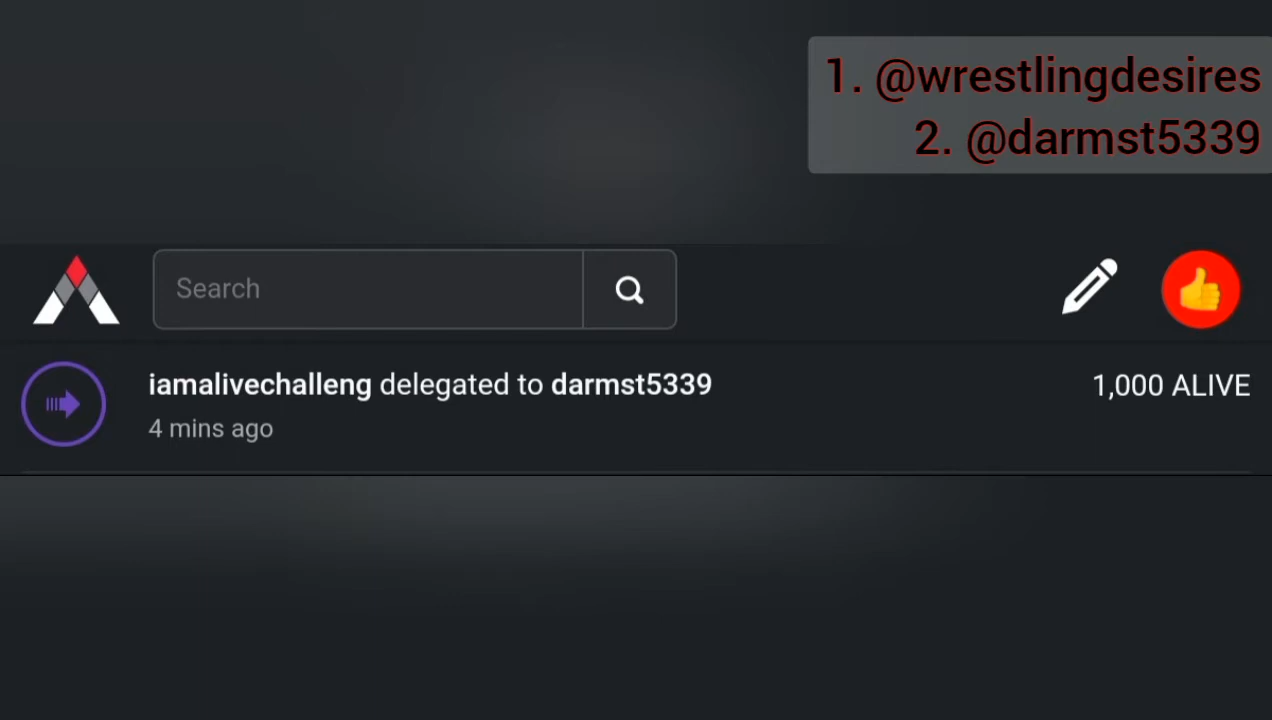 1. @wrestlingdesires
2. @darmst5339
Search
iamalivechalleng delegated to darmst5339
1,000 ALIVE
4 mins ago